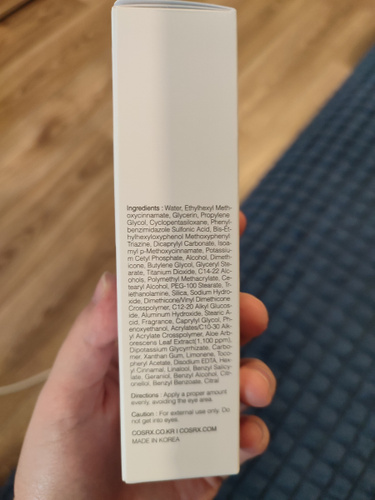 Ingredients : Water, Ethylhexyl Meth-
oxycinnamate, Glycerin, Propylene
Glycol, Cyclopentasiloxane, Phenyl-
benzimidazole Sulfonic Acid, Bis-Et-
hylhexyloxyphenol Methoxyphenyl
Triazine, Dicaprylyl Carbonate, Isoa-
myl p-Methoxycinnamate, Potassiu-
m Cetyl Phosphate, Alcohol, Dimeth-
icone, Butylene Glycol, Glyceryl Ste-
arate, Titanium Dioxide, C14-22 Alc-
ohols, Polymethyl Methacrylate, Ce-
tearyl Alcohol, PEG-100 Stearate, Tr-
iethanolamine, Silica, Sodium Hydro-
xide, Dimethicone/Vinyl Dimethicone
Crosspolymer, C12-20 Alkyl Glucos-
ide, Aluminum Hydroxide, Stearic A-
cid, Fragrance, Caprylyl Glycol, Ph-
enoxyethanol, Acrylates/C10-30 Alk-
yl Acrylate Crosspolymer, Aloe Arb-
orescens Leaf Extract(1,100 ppm),
Dipotassium Glycyrrhizate, Carbo-
mer, Xanthan Gum, Limonene, Toco-
pheryl Acetate, Disodium EDTA, Hex-
yl Cinnamal, Linalool, Benzyl Salicy-
late, Geraniol, Benzyl Alcohol, Cit-
ronellol, Benzyl Benzoate, Citral
Directions : Apply a proper amount
evenly, avoiding the eye area.
Caution : For external use only. Do
not get into eyes.
COSRX.CO.KR I COSRX.COM
MADE IN KOREA